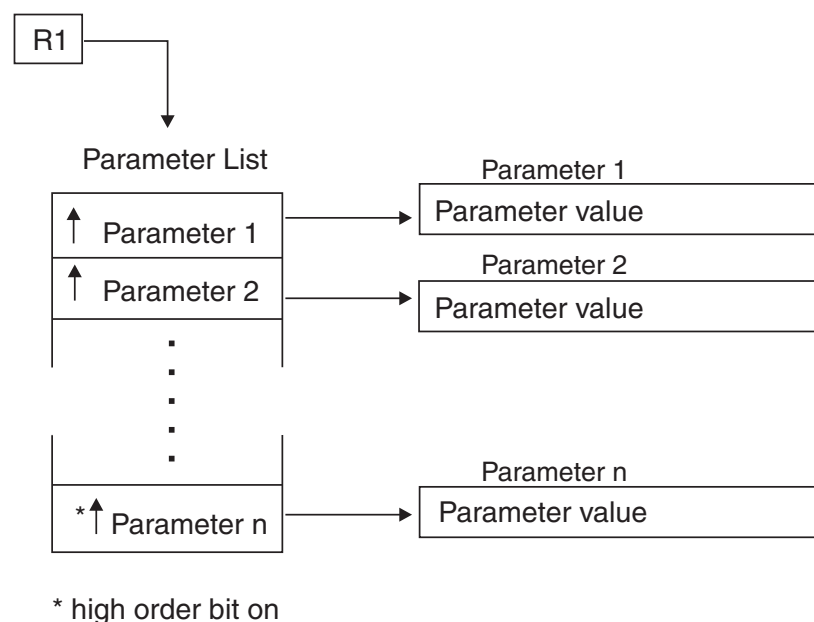 R1
Parameter List
Parameter 1
Parameter value
Parameter 1
Parameter 2
Parameter value
Parameter 2
Parameter n
Parameter value
* Parameter n
* high order bit on